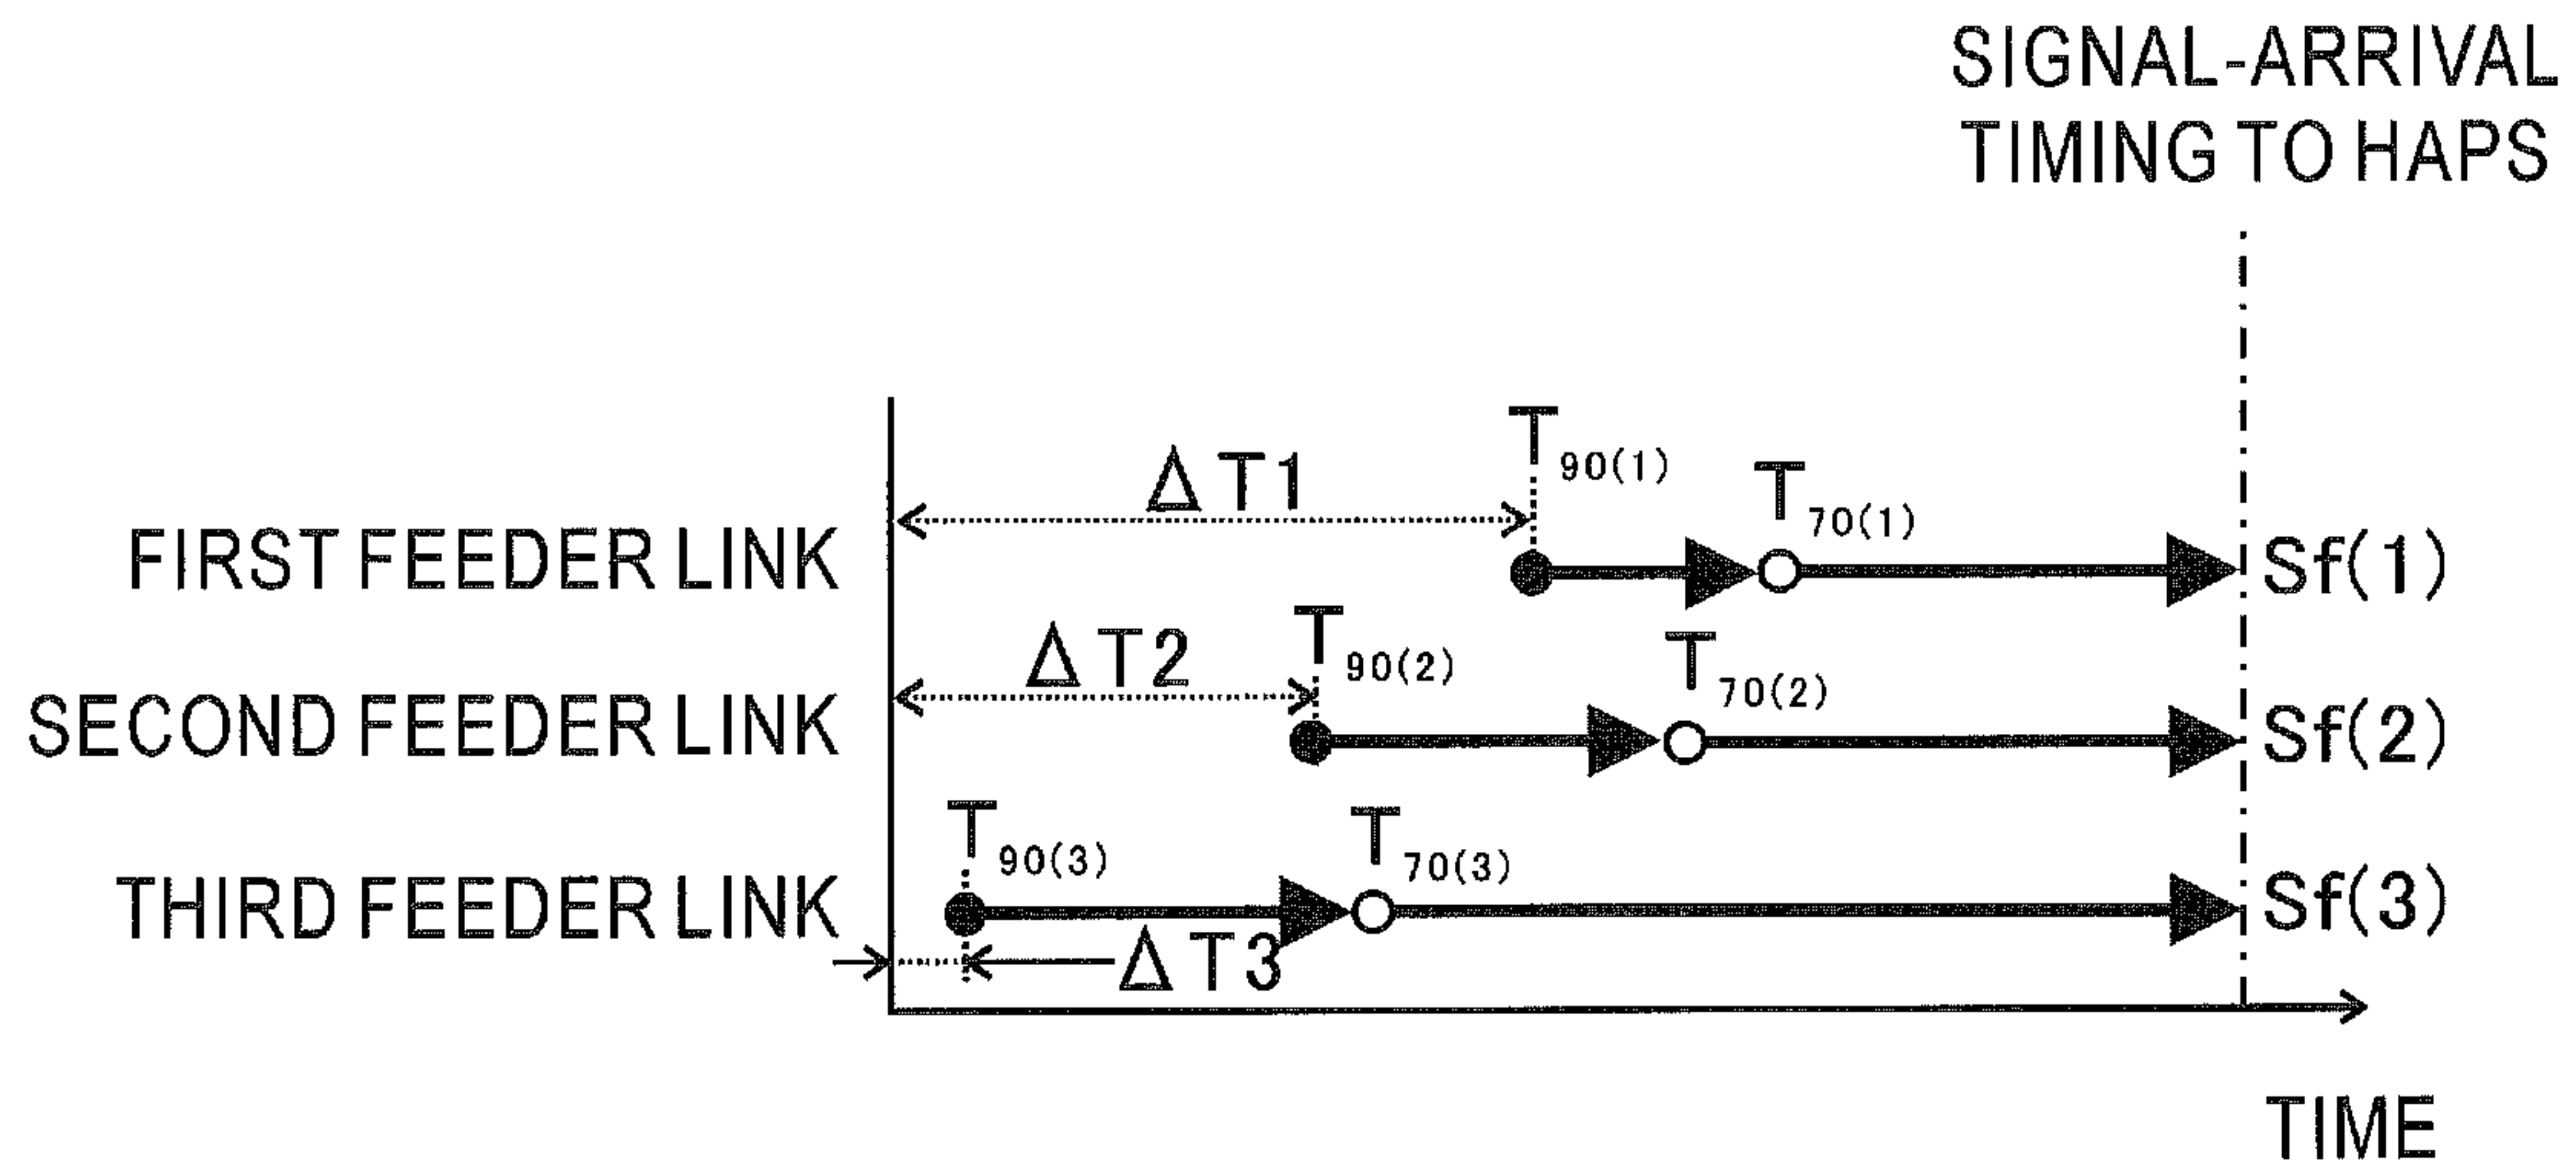 SIGNAL-ARRIVAL
TIMING TO HAPS
T90(1)
ΔT1
T70(1)
FIRST FEEDER LINK
Sf(1)
T90(2)
ΔT2
T70(2)
SECOND FEEDER LINK
Sf(2)
T90(3)
T70(3)
THIRD FEEDER LINK
Sf(3)
ΔT3
TIME